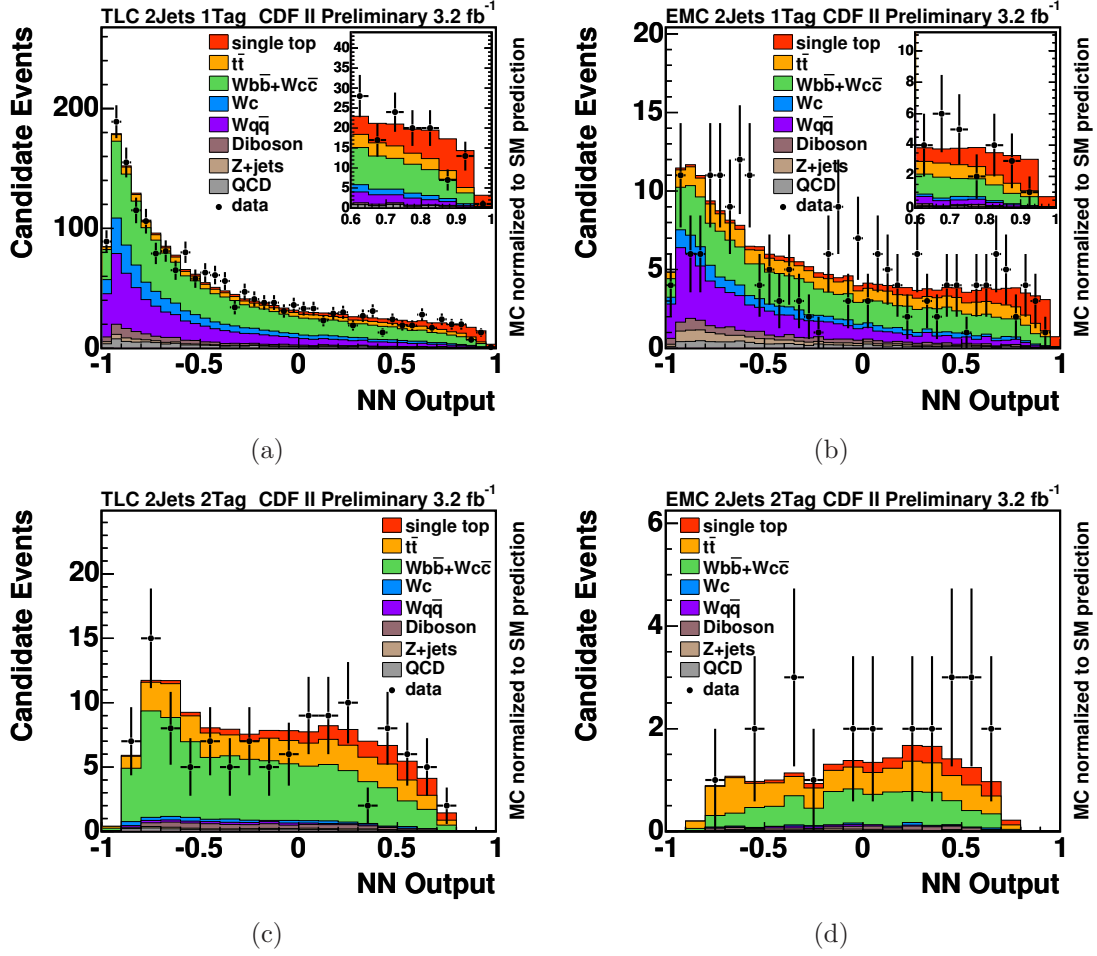 TLC 2Jets 1Tag CDF II Preliminary 3.2 fb⁻¹
Candidate Events
200
100
0
single top
tt̄
Wbb̄+Wcc̄
Wc
Wqq̄
Diboson
Z+jets
QCD
data
40
35
30
25
20
15
10
5
0
0.6 0.7 0.8 0.9 1
-1 -0.5 0 0.5 1
NN Output
MC normalized to SM prediction
(a)
EMC 2Jets 1Tag CDF II Preliminary 3.2 fb⁻¹
Candidate Events
20
15
10
5
0
single top
tt̄
Wbb̄+Wcc̄
Wc
Wqq̄
Diboson
Z+jets
QCD
data
10
8
6
4
2
0
0.6 0.7 0.8 0.9 1
-1 -0.5 0 0.5 1
NN Output
MC normalized to SM prediction
(b)
TLC 2Jets 2Tag CDF II Preliminary 3.2 fb⁻¹
Candidate Events
20
15
10
5
0
single top
tt̄
Wbb̄+Wcc̄
Wc
Wqq̄
Diboson
Z+jets
QCD
data
-1 -0.5 0 0.5 1
NN Output
MC normalized to SM prediction
(c)
EMC 2Jets 2Tag CDF II Preliminary 3.2 fb⁻¹
Candidate Events
6
4
2
0
single top
tt̄
Wbb̄+Wcc̄
Wc
Wqq̄
Diboson
Z+jets
QCD
data
-1 -0.5 0 0.5 1
NN Output
MC normalized to SM prediction
(d)